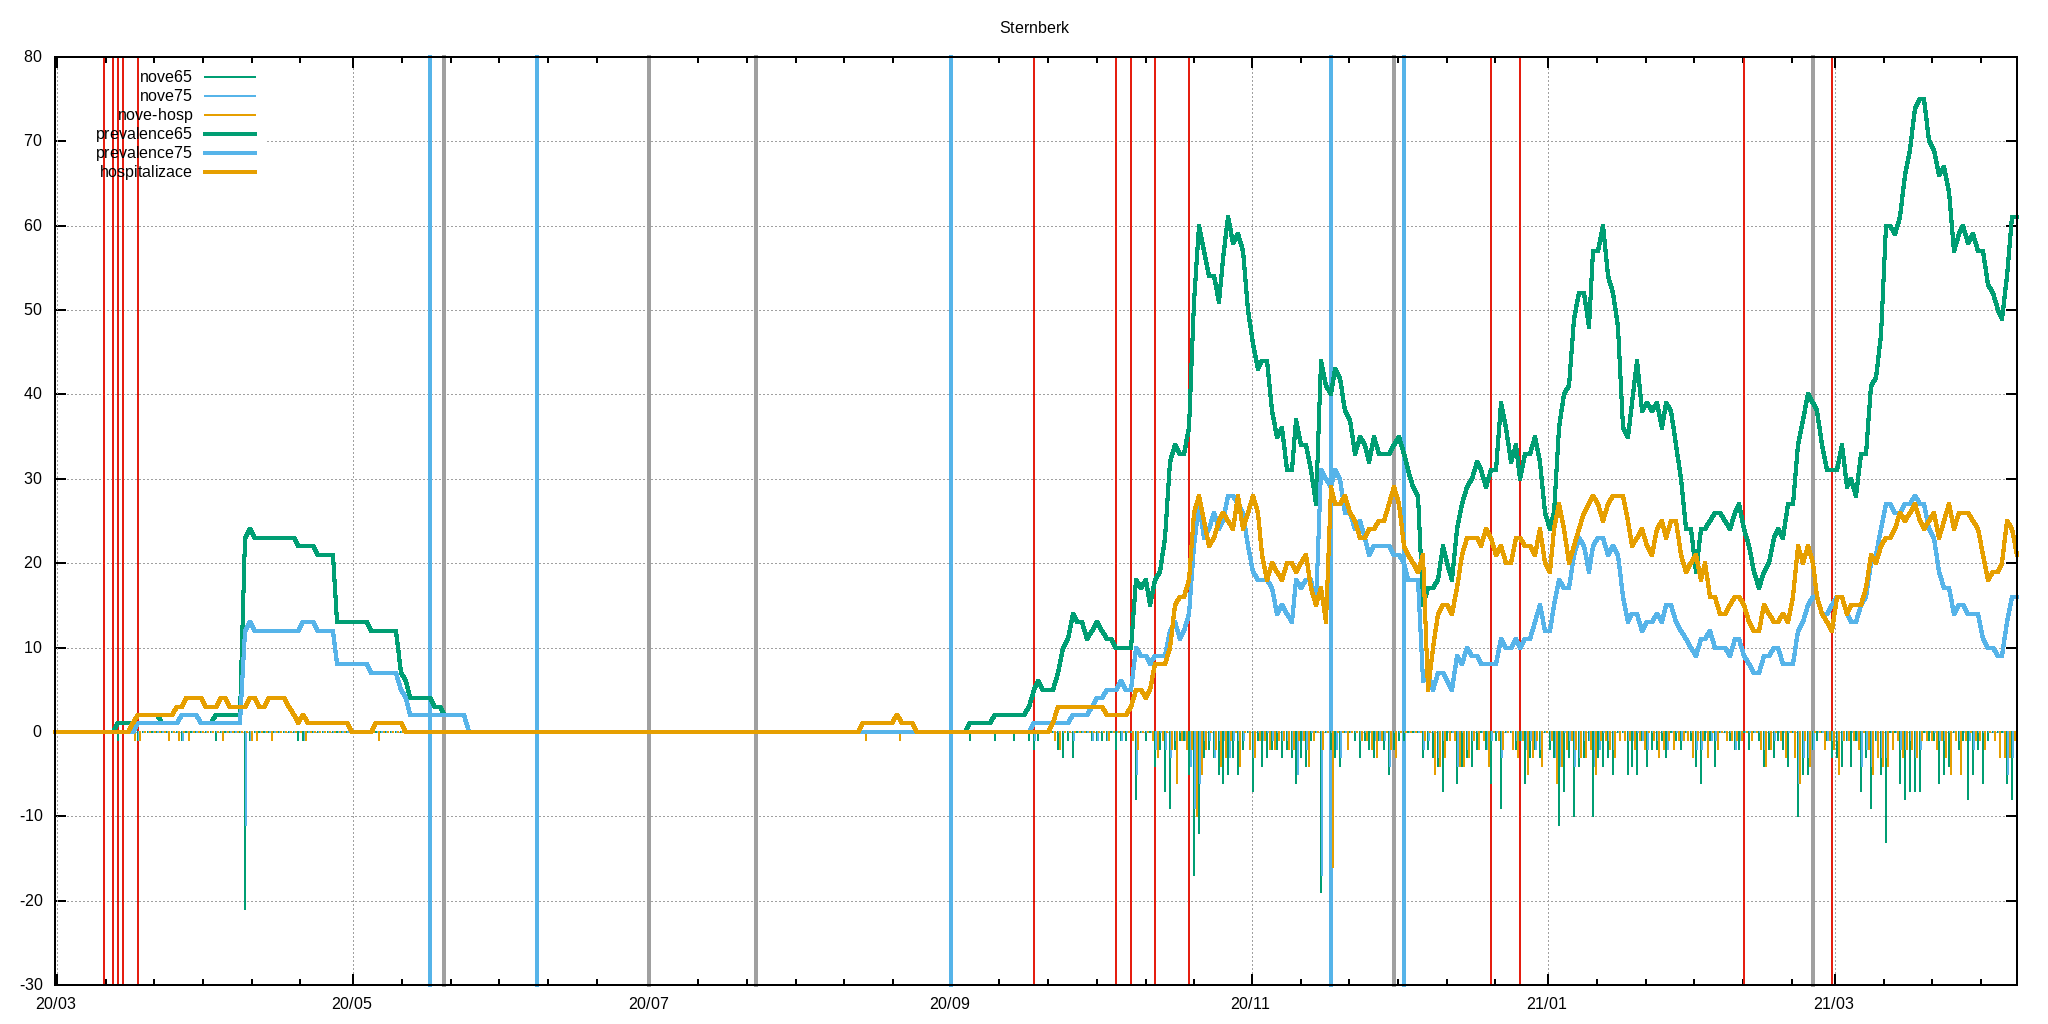 Sternberk
80
70
60
50
40
30
20
10
0
-10
-20
-30
nove65
nove75
nove-hosp
prevalence65
prevalence75
hospitalizace
20/03 20/05 20/07 20/09 20/11 21/01 21/03